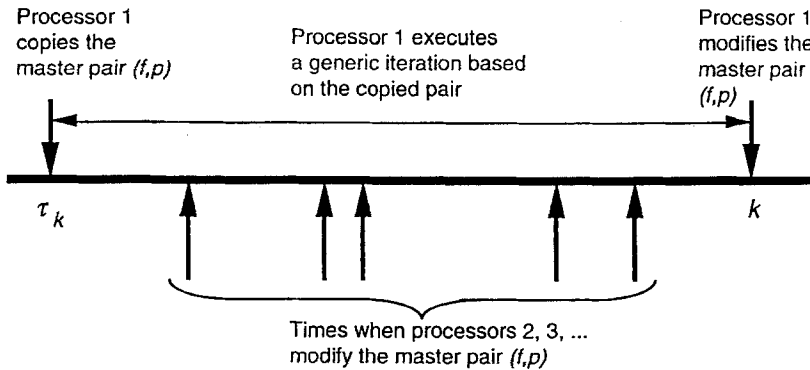 Processor 1
copies the
master pair (f,p)
Processor 1 executes
a generic iteration based
on the copied pair
Processor 1
modifies the
master pair
(f,p)
τk
k
Times when processors 2, 3, ...
modify the master pair (f,p)